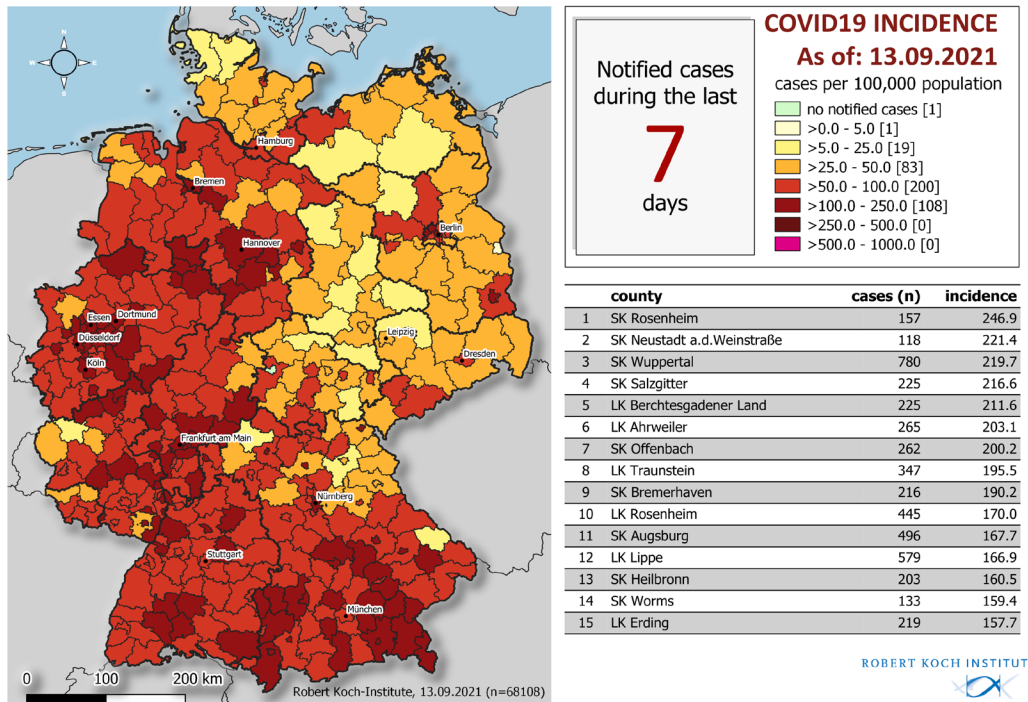 N
W
E
S
Hamburg
Bremen
Berlin
Hannover
Essen
Dortmund
Düsseldorf
Köln
Leipzig
Dresden
Frankfurt am Main
Nürnberg
Stuttgart
München
0 100 200 km
Robert Koch-Institute, 13.09.2021 (n=68108)
Notified cases
during the last
7
days
COVID19 INCIDENCE
As of: 13.09.2021
cases per 100,000 population
no notified cases [1]
>0.0 - 5.0 [1]
>5.0 - 25.0 [19]
>25.0 - 50.0 [83]
>50.0 - 100.0 [200]
>100.0 - 250.0 [108]
>250.0 - 500.0 [0]
>500.0 - 1000.0 [0]
county cases (n) incidence
1 SK Rosenheim 157 246.9
2 SK Neustadt a.d.Weinstraße 118 221.4
3 SK Wuppertal 780 219.7
4 SK Salzgitter 225 216.6
5 LK Berchtesgadener Land 225 211.6
6 LK Ahrweiler 265 203.1
7 SK Offenbach 262 200.2
8 LK Traunstein 347 195.5
9 SK Bremerhaven 216 190.2
10 LK Rosenheim 445 170.0
11 SK Augsburg 496 167.7
12 LK Lippe 579 166.9
13 SK Heilbronn 203 160.5
14 SK Worms 133 159.4
15 LK Erding 219 157.7
ROBERT KOCH INSTITUT